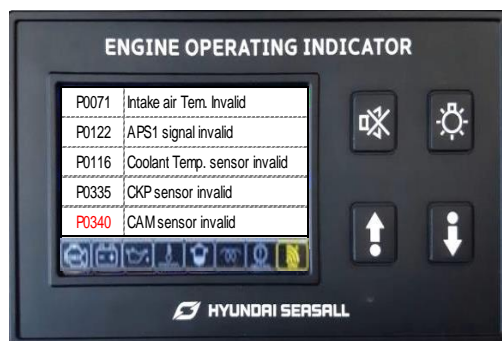 ENGINE OPERATING INDICATOR
P0071 Intake air Tem. Invalid
P0122 APS1 signal invalid
P0116 Coolant Temp. sensor invalid
P0335 CKP sensor invalid
P0340 CAM sensor invalid
HYUNDAI SEASALL